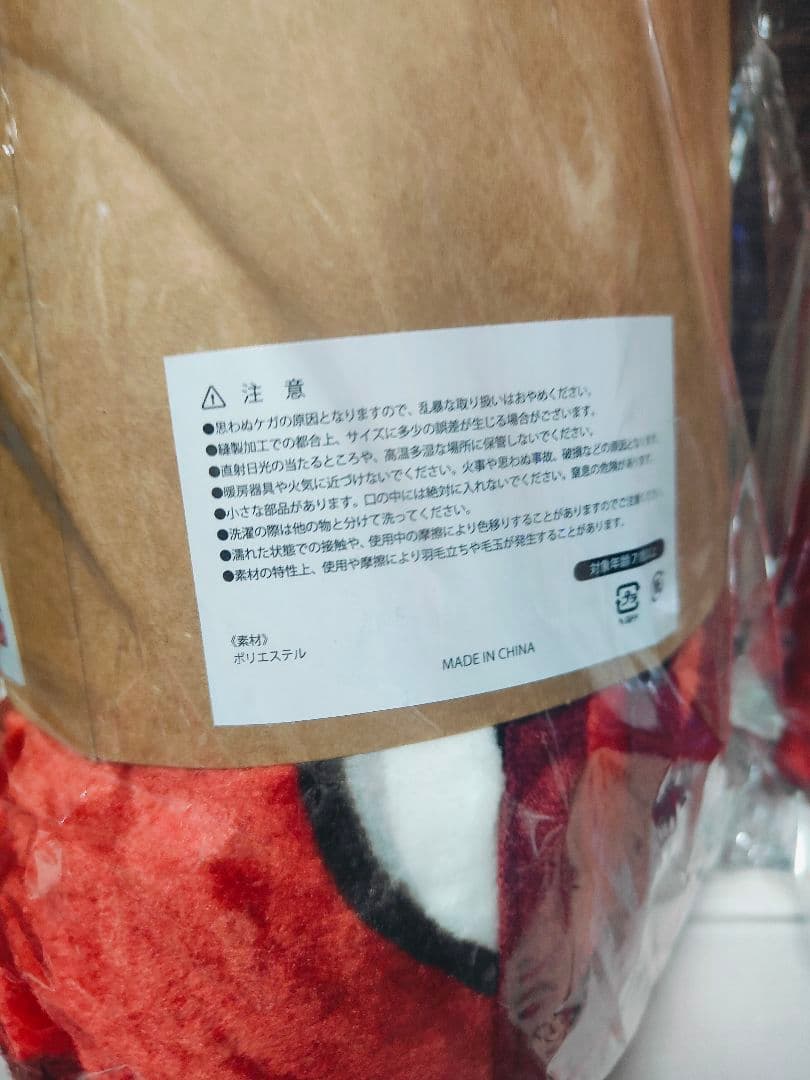 注意
●思わぬケガの原因となりますので、乱暴な取り扱いはおやめください。
●縫製加工での都合上、サイズに多少の誤差が生じる場合がございます。
●直射日光の当たるところや、高温多湿な場所に保管しないでください。
●暖房器具や火気に近づけないでください。火事や思わぬ事故、破損などの原因となります。
●小さな部品があります。口の中には絶対に入れないでください。窒息の危険があります。
●洗濯の際は他の物と分けて洗ってください。
●濡れた状態での接触や、使用中の摩擦により色移りすることがありますのでご注意ください。
●素材の特性上、使用や摩擦により羽毛立ちや毛玉が発生することがあります。
対象年齢7歳以上
プラ
《素材》
ポリエステル
MADE IN CHINA